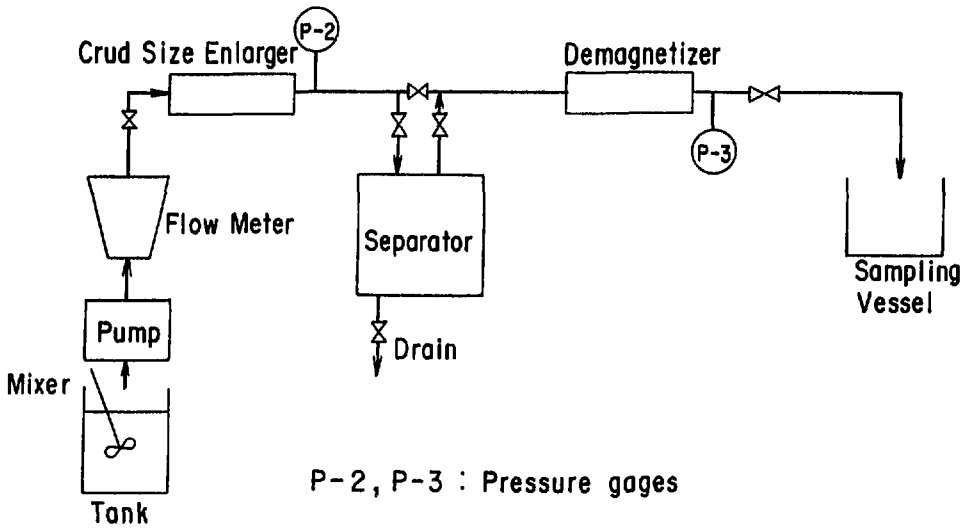 P-2
Crud Size Enlarger
Demagnetizer
P-3
Flow Meter
Separator
Sampling
Vessel
Pump
Drain
Mixer
P-2, P-3 : Pressure gages
Tank